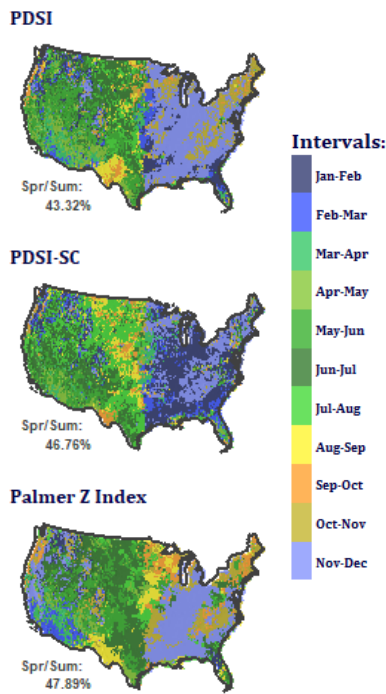 PDSI
Spr/Sum:
43.32%
PDSI-SC
Spr/Sum:
46.76%
Palmer Z Index
Spr/Sum:
47.89%
Intervals:
Jan-Feb
Feb-Mar
Mar-Apr
Apr-May
May-Jun
Jun-Jul
Jul-Aug
Aug-Sep
Sep-Oct
Oct-Nov
Nov-Dec